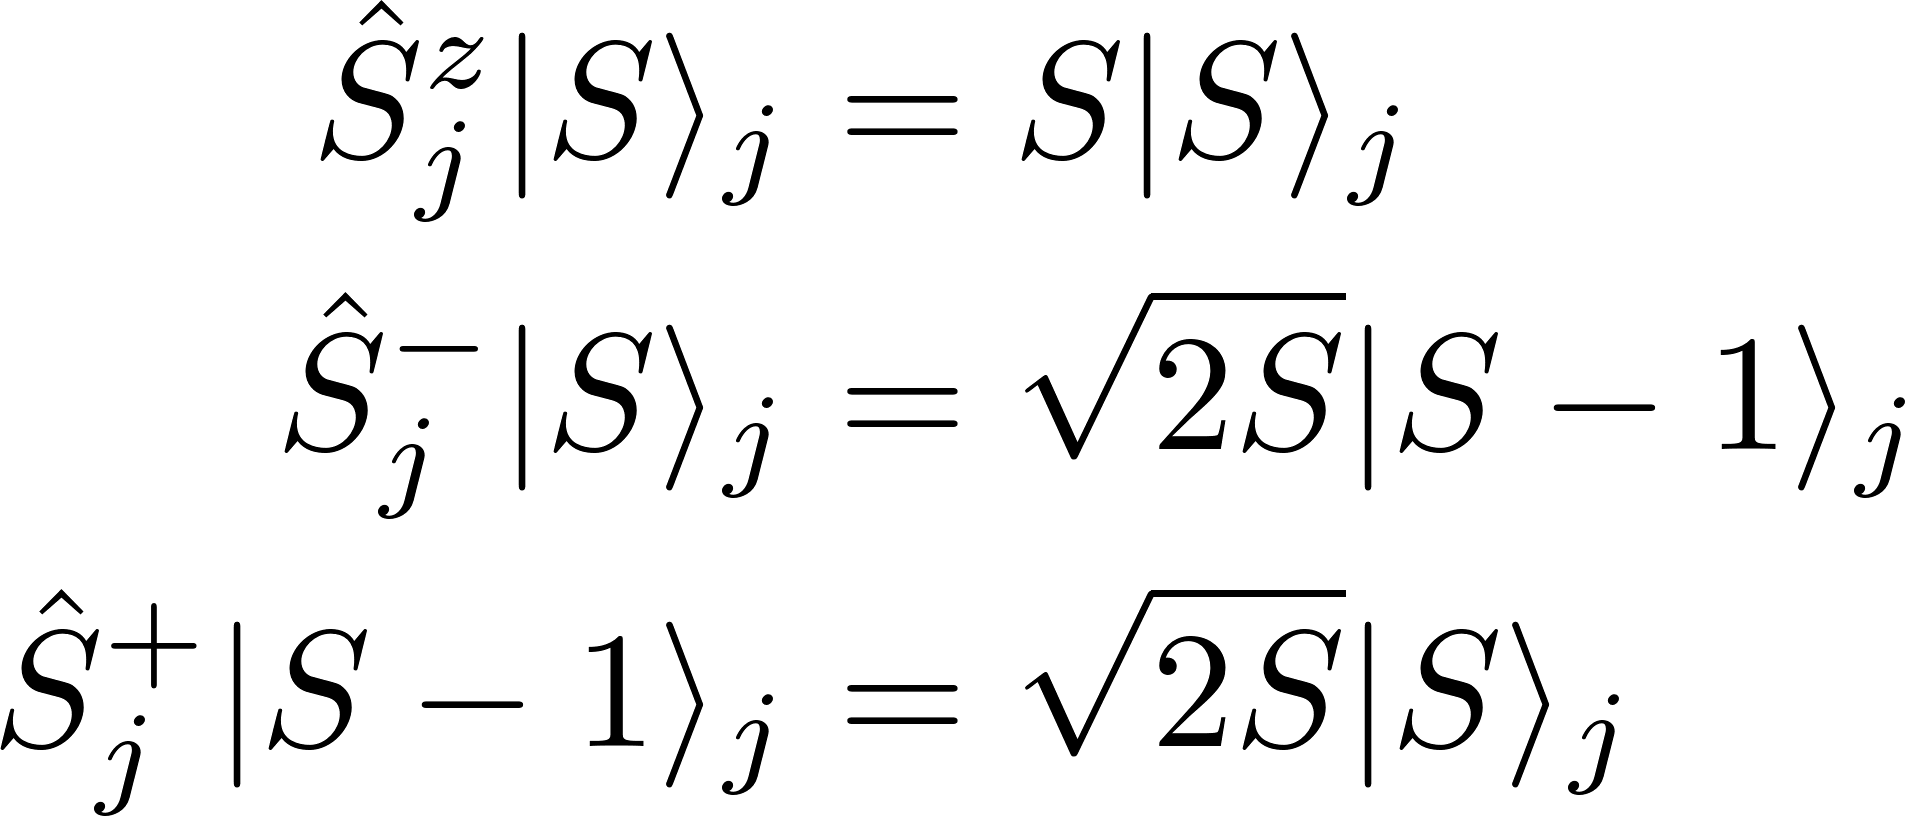 Ŝ_j^z|S⟩_j = S|S⟩_j
Ŝ_j^-|S⟩_j = √(2S)|S − 1⟩_j
Ŝ_j^+|S − 1⟩_j = √(2S)|S⟩_j